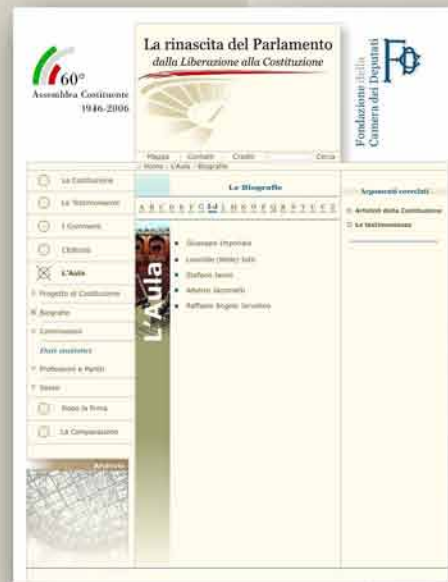 60°
Assemblea Costituente
1946-2006
La rinascita del Parlamento
dalla Liberazione alla Costituzione
Fondazione della
Camera dei Deputati
Mappa Contatti Crediti Cerca
Home L'Aula Biografie
La Costituzione
Le Testimonianze
I Commenti
L'Aula
Progetto di Costituzione
Biografie
Commissioni
Dati statistici
Professioni e Partiti
Sesso
Dopo la firma
La Comparazione
Le Biografie
A B C D E F G I-J L M N O P Q R S T U V Z
L'Aula
Giuseppe Imperiale
Leonilde (Nilde) Iotti
Stefano Jacini
Angelo Jacometti
Raffaele Angelo Jervolino
Argomenti correlati
Articoli della Costituzione
Le testimonianze